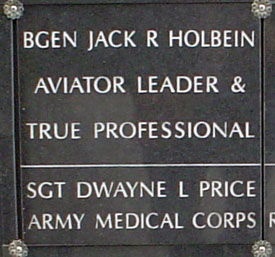 BGEN JACK R HOLBEIN
AVIATOR LEADER &
TRUE PROFESSIONAL
SGT DWAYNE L PRICE
ARMY MEDICAL CORPS